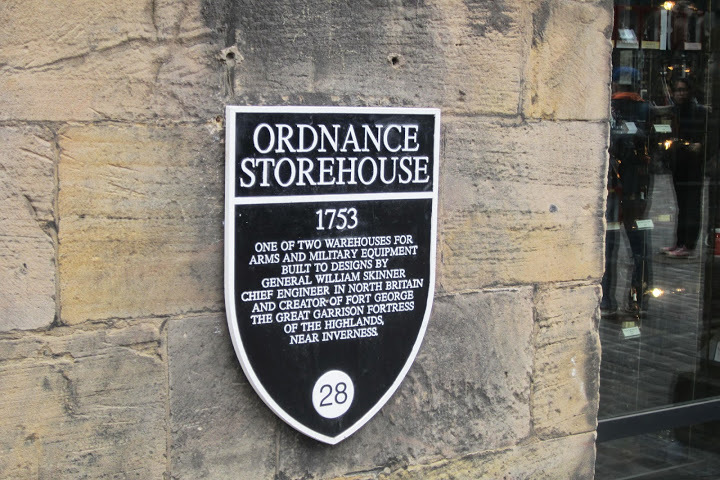 ORDNANCE
STOREHOUSE
1753
ONE OF TWO WAREHOUSES FOR
ARMS AND MILITARY EQUIPMENT
BUILT TO DESIGNS BY
GENERAL WILLIAM SKINNER
CHIEF ENGINEER IN NORTH BRITAIN
AND CREATOR OF FORT GEORGE
THE GREAT GARRISON FORTRESS
OF THE HIGHLANDS,
NEAR INVERNESS.
28